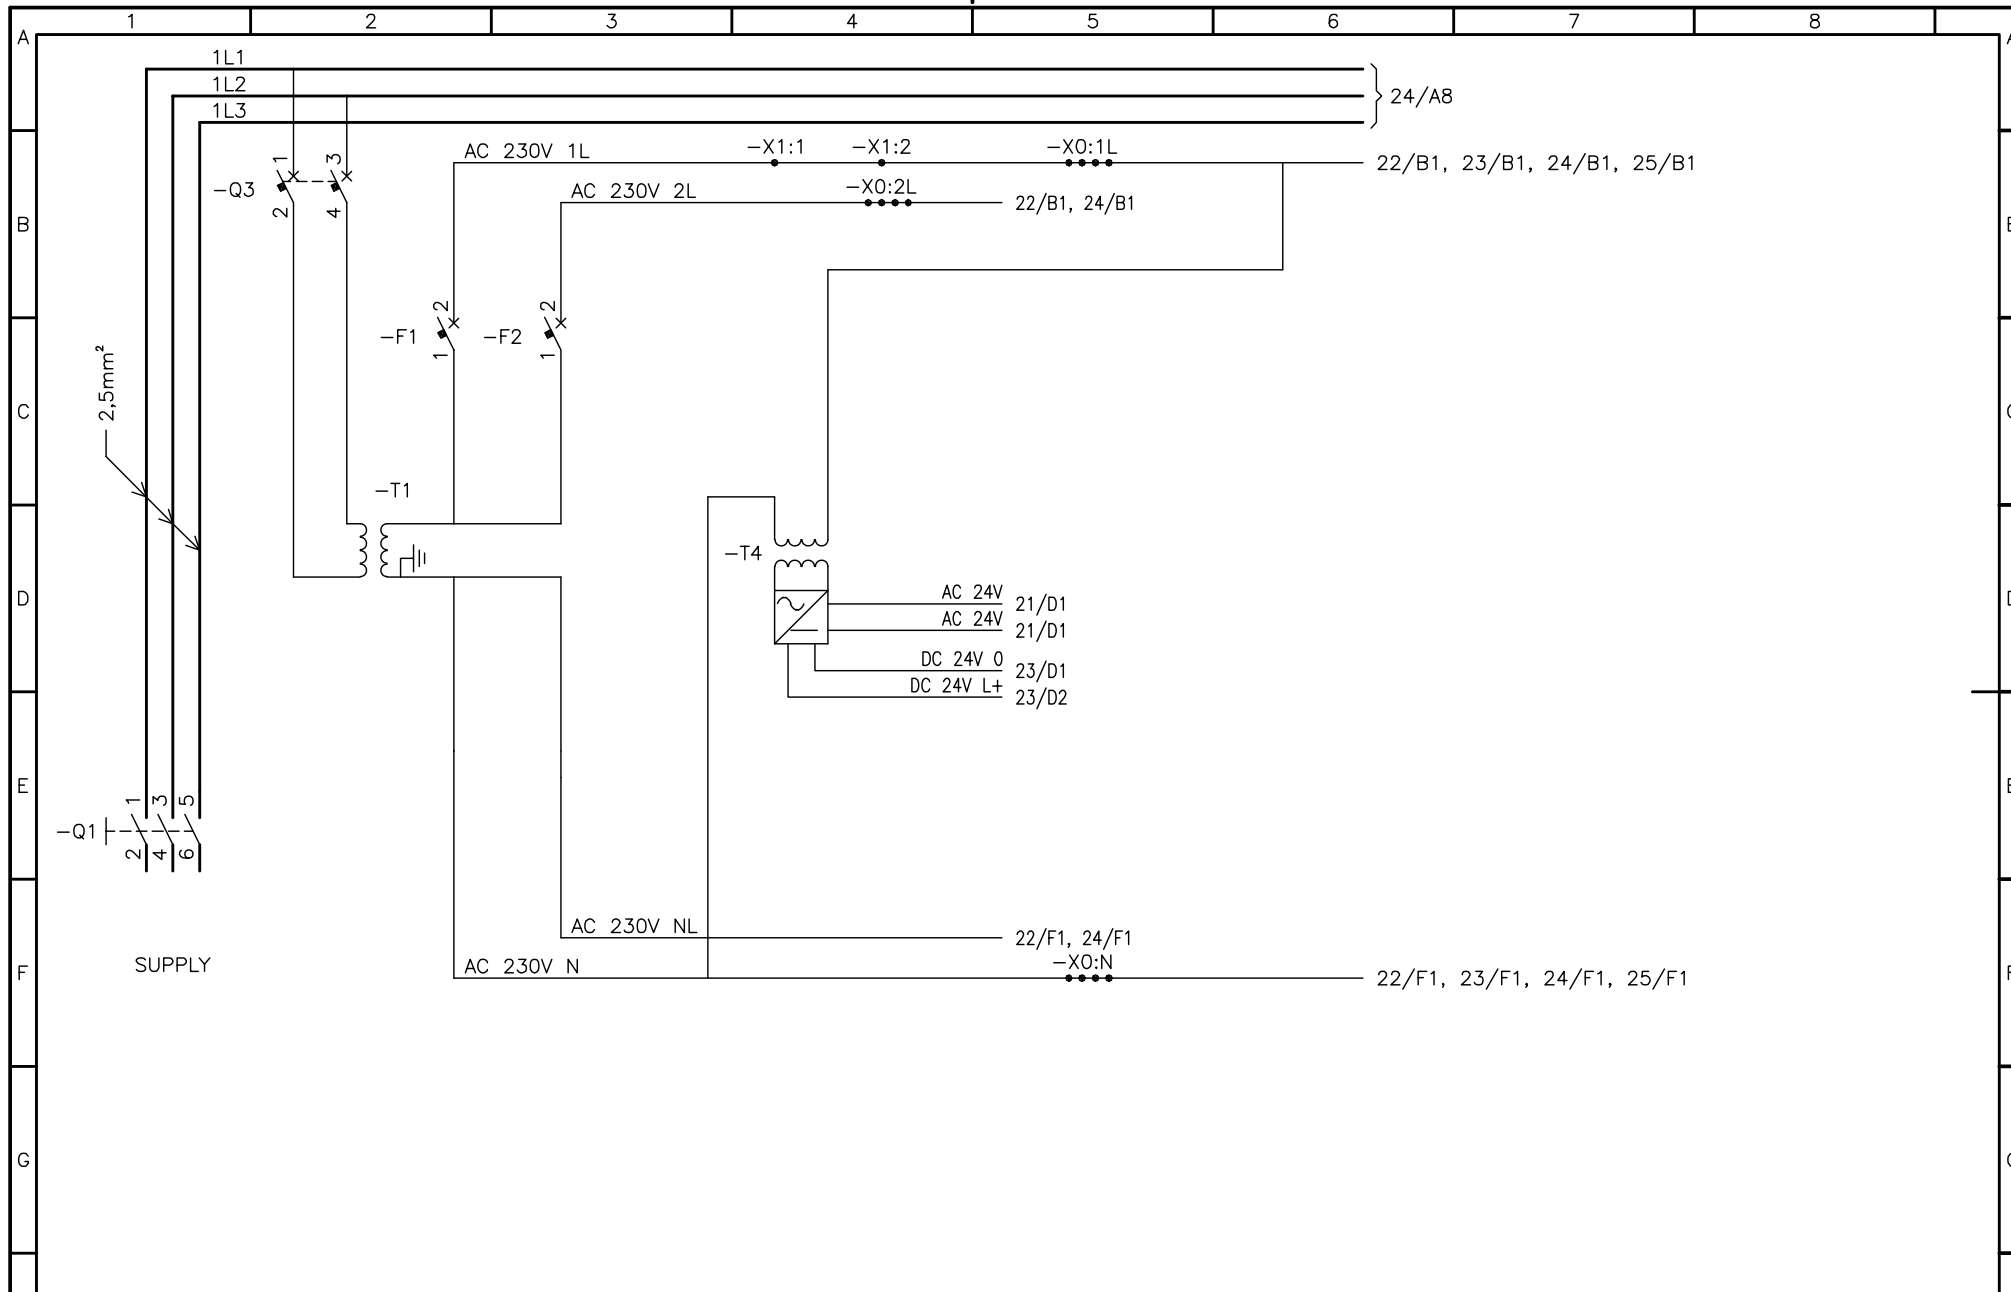 1 2 3 4 5 6 7 8
A
1L1
1L2
24/A8
1L3
AC 230V 1L -X1:1 -X1:2 -X0:1L 22/B1, 23/B1, 24/B1, 25/B1
1 3
-Q3 AC 230V 2L -X0:2L 22/B1, 24/B1
2 4
B
2 2
-F1 -F2
1 1
2,5mm²
C
-T1
-T4
D
AC 24V 21/D1
AC 24V 21/D1
DC 24V 0 23/D1
DC 24V L+ 23/D2
E
1 3 5
-Q1
2 4 6
AC 230V NL 22/F1, 24/F1
SUPPLY
F
AC 230V N -X0:N 22/F1, 23/F1, 24/F1, 25/F1
G